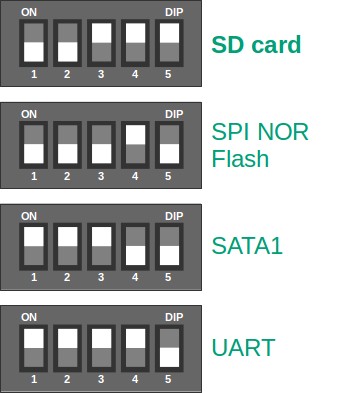 ON DIP
SD card
1 2 3 4 5
ON DIP
SPI NOR
Flash
1 2 3 4 5
ON DIP
SATA1
1 2 3 4 5
ON DIP
UART
1 2 3 4 5